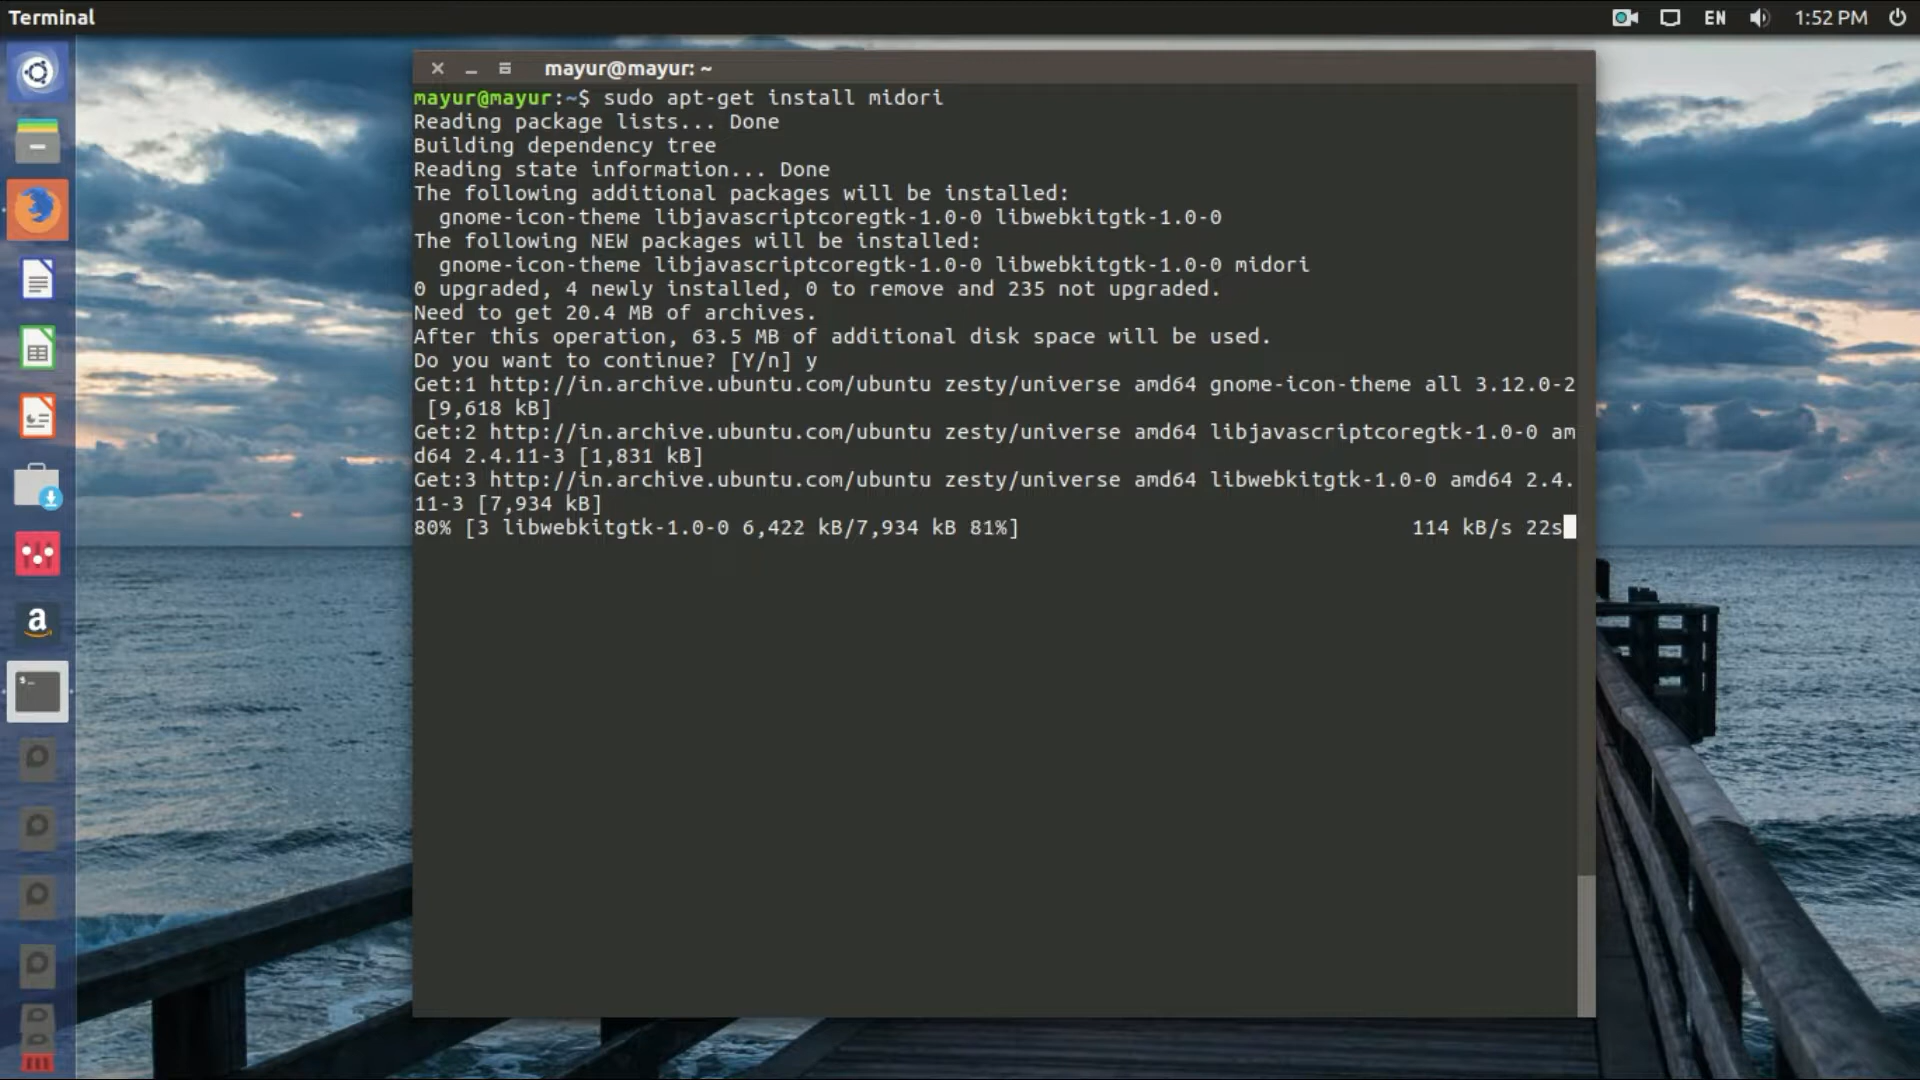 Terminal
EN
1:52 PM
mayur@mayur: ~
mayur@mayur:~$ sudo apt-get install midori
Reading package lists... Done
Building dependency tree
Reading state information... Done
The following additional packages will be installed:
  gnome-icon-theme libjavascriptcoregtk-1.0-0 libwebkitgtk-1.0-0
The following NEW packages will be installed:
  gnome-icon-theme libjavascriptcoregtk-1.0-0 libwebkitgtk-1.0-0 midori
0 upgraded, 4 newly installed, 0 to remove and 235 not upgraded.
Need to get 20.4 MB of archives.
After this operation, 63.5 MB of additional disk space will be used.
Do you want to continue? [Y/n] y
Get:1 http://in.archive.ubuntu.com/ubuntu zesty/universe amd64 gnome-icon-theme all 3.12.0-2
 [9,618 kB]
Get:2 http://in.archive.ubuntu.com/ubuntu zesty/universe amd64 libjavascriptcoregtk-1.0-0 am
d64 2.4.11-3 [1,831 kB]
Get:3 http://in.archive.ubuntu.com/ubuntu zesty/universe amd64 libwebkitgtk-1.0-0 amd64 2.4.
11-3 [7,934 kB]
80% [3 libwebkitgtk-1.0-0 6,422 kB/7,934 kB 81%] 114 kB/s 22s
a
$_